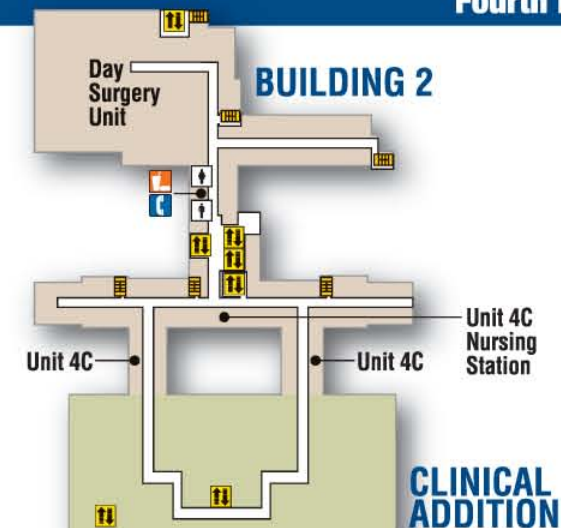 Fourth
BUILDING 2
Day
Surgery
Unit
Unit 4C
Nursing
Station
Unit 4C
Unit 4C
CLINICAL
ADDITION